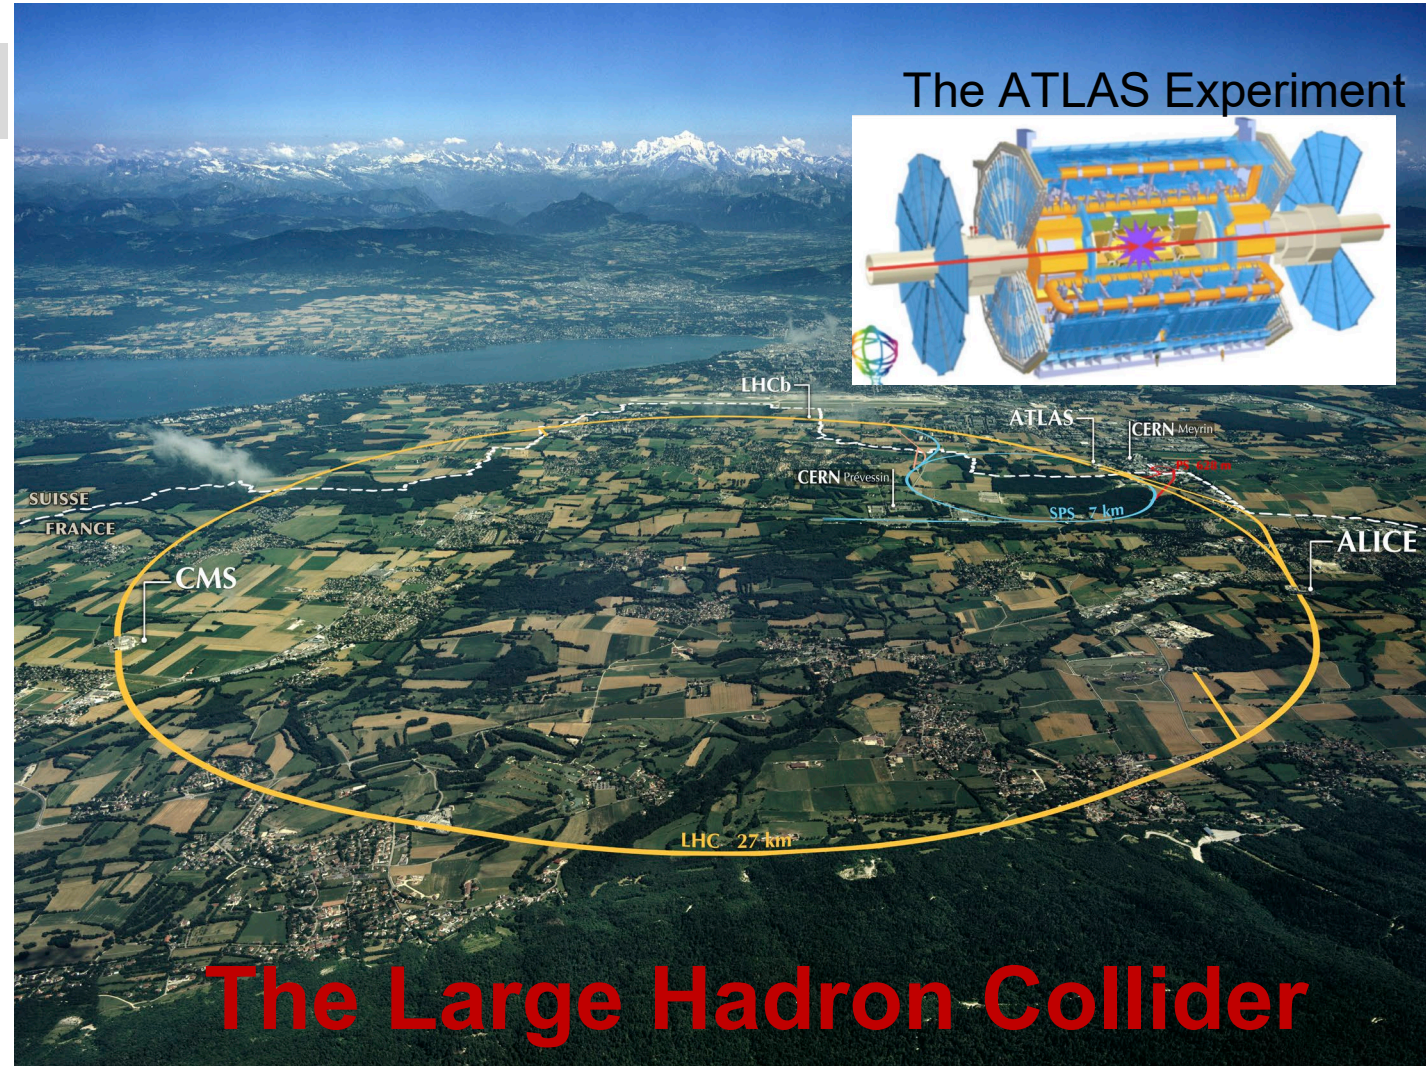 The ATLAS Experiment
LHCb
ATLAS
CERN Meyrin
CERN Prévessin
SPS 7 km
SUISSE
FRANCE
ALICE
CMS
LHC 27 km
The Large Hadron Collider